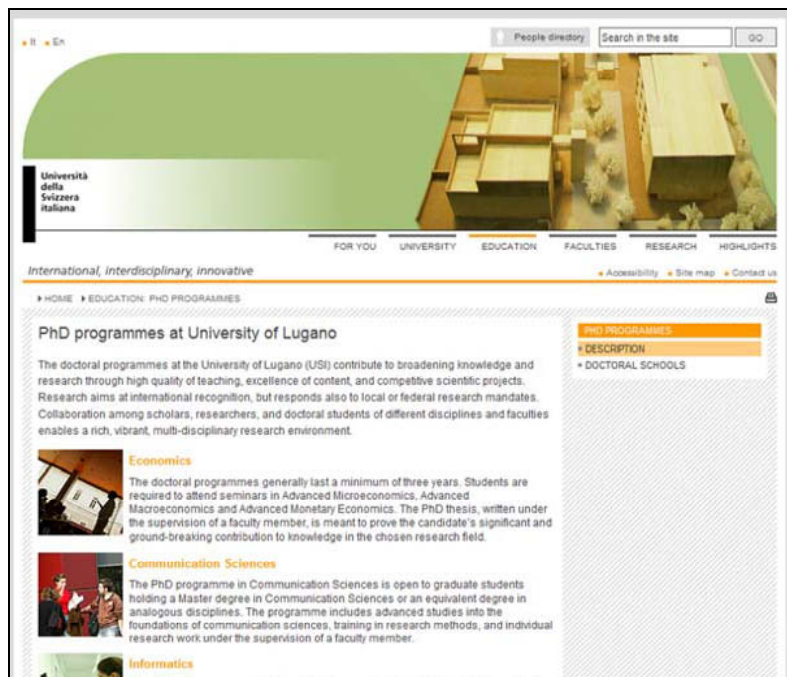 It En
People directory Search in the site GO
Università
della
Svizzera
italiana
FOR YOU UNIVERSITY EDUCATION FACULTIES RESEARCH HIGHLIGHTS
International, interdisciplinary, innovative
Accessibility Site map Contact us
HOME EDUCATION: PHD PROGRAMMES
PhD programmes at University of Lugano
The doctoral programmes at the University of Lugano (USI) contribute to broadening knowledge and
research through high quality of teaching, excellence of content, and competitive scientific projects.
Research aims at international recognition, but responds also to local or federal research mandates.
Collaboration among scholars, researchers, and doctoral students of different disciplines and faculties
enables a rich, vibrant, multi-disciplinary research environment.
Economics
The doctoral programmes generally last a minimum of three years. Students are
required to attend seminars in Advanced Microeconomics, Advanced
Macroeconomics and Advanced Monetary Economics. The PhD thesis, written under
the supervision of a faculty member, is meant to prove the candidate's significant and
ground-breaking contribution to knowledge in the chosen research field.
Communication Sciences
The PhD programme in Communication Sciences is open to graduate students
holding a Master degree in Communication Sciences or an equivalent degree in
analogous disciplines. The programme includes advanced studies into the
foundations of communication sciences, training in research methods, and individual
research work under the supervision of a faculty member.
Informatics
PHD PROGRAMMES
DESCRIPTION
DOCTORAL SCHOOLS